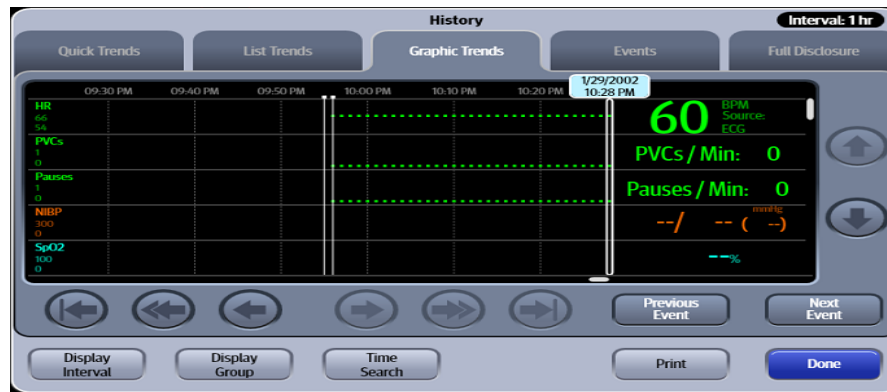 History
Interval: 1 hr
Quick Trends
List Trends
Graphic Trends
Events
Full Disclosure
1/29/2002
09:30 PM 09:40 PM 09:50 PM 10:00 PM 10:10 PM 10:20 PM 10:28 PM
HR
66
54
60
BPM
Source:
ECG
PVCs
1
0
PVCs / Min: 0
Pauses
1
0
Pauses / Min: 0
NIBP
300
0
mmHg
--/ -- ( --)
SpO2
100
0
--%
Previous
Event
Next
Event
Display
Interval
Display
Group
Time
Search
Print
Done